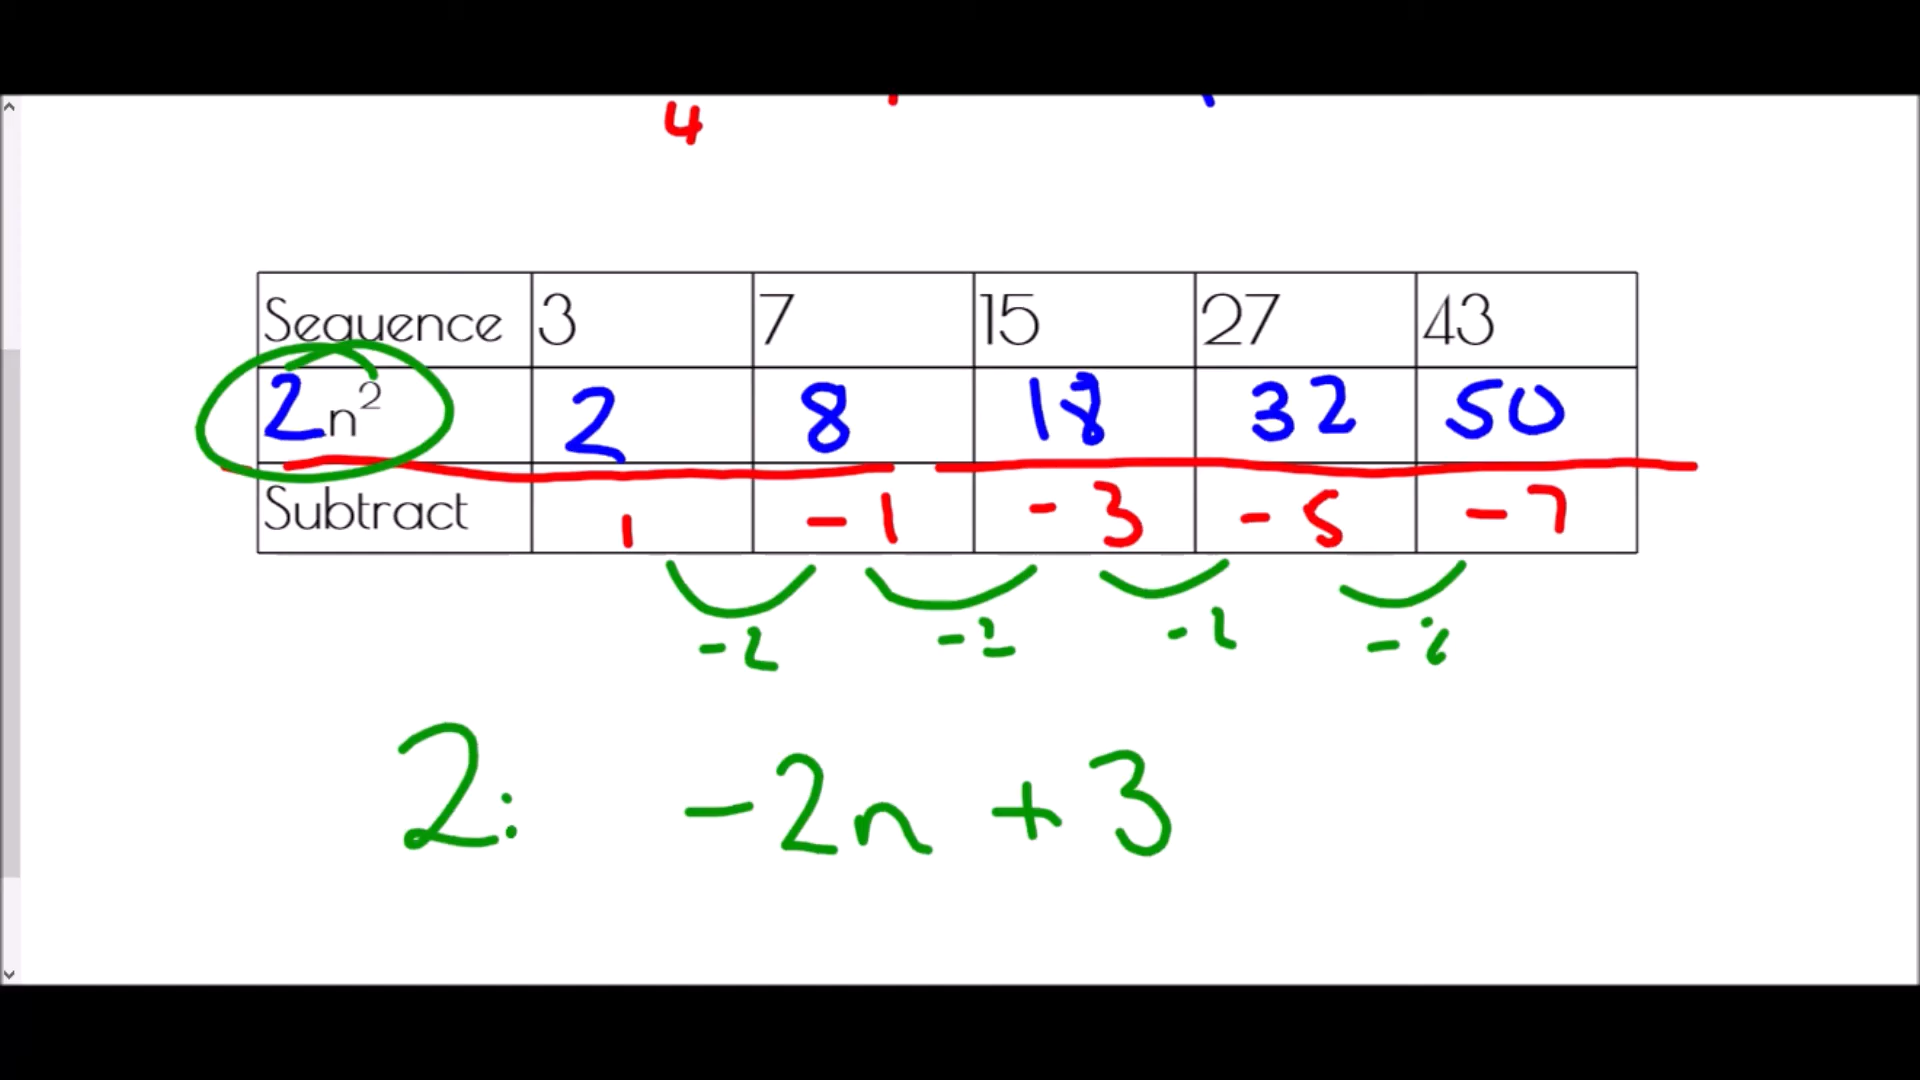 4
Sequence 3 7 15 27 43
2n² 2 8 18 32 50
Subtract 1 -1 -3 -5 -7
-2 -2 -2
2: -2n + 3